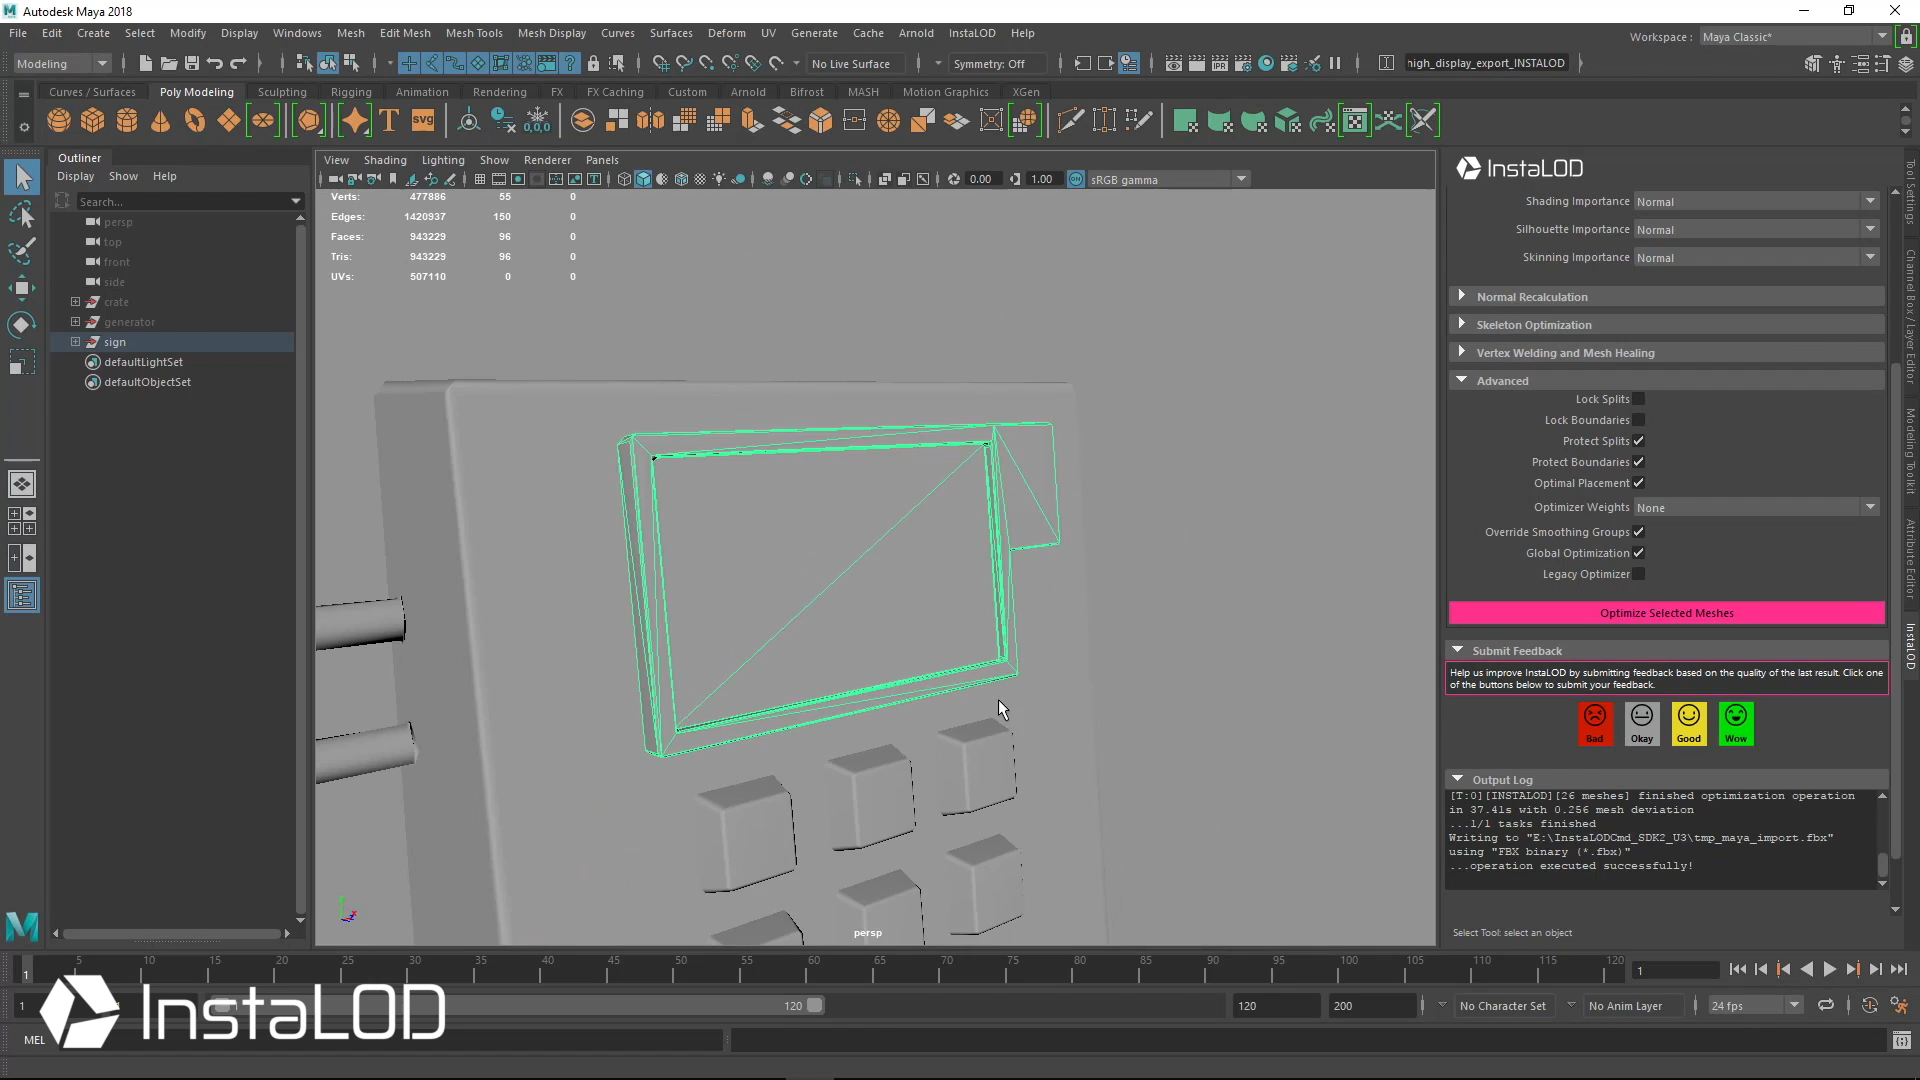 Autodesk Maya 2018
File Edit Create Select Modify Display Windows Mesh Edit Mesh Mesh Tools Mesh Display Curves Surfaces Deform UV Generate Cache Arnold InstaLOD Help
Workspace : Maya Classic*
Modeling
No Live Surface
Symmetry: Off
high_display_export_INSTALOD
Curves / Surfaces Poly Modeling Sculpting Rigging Animation Rendering FX FX Caching Custom Arnold Bifrost MASH Motion Graphics XGen
Outliner
Display Show Help
Search...
persp
top
front
side
crate
generator
sign
defaultLightSet
defaultObjectSet
View Shading Lighting Show Renderer Panels
0.00 1.00 sRGB gamma
Verts: 477886 55 0
Edges: 1420937 150 0
Faces: 943229 96 0
Tris: 943229 96 0
UVs: 507110 0 0
persp
InstaLOD
Shading Importance Normal
Silhouette Importance Normal
Skinning Importance Normal
Normal Recalculation
Skeleton Optimization
Vertex Welding and Mesh Healing
Advanced
Lock Splits
Lock Boundaries
Protect Splits
Protect Boundaries
Optimal Placement
Optimizer Weights None
Override Smoothing Groups
Global Optimization
Legacy Optimizer
Optimize Selected Meshes
Submit Feedback
Help us improve InstaLOD by submitting feedback based on the quality of the last result. Click one
of the buttons below to submit your feedback.
Bad Okay Good Wow
Output Log
[T:0][INSTALOD][26 meshes] finished optimization operation
in 37.41s with 0.256 mesh deviation
...1/1 tasks finished
Writing to "E:\InstaLODCmd_SDK2_U3\tmp_maya_import.fbx"
using "FBX binary (*.fbx)"
...operation executed successfully!
Select Tool: select an object
Tool Settings
Channel Box / Layer Editor
Modeling Toolkit
Attribute Editor
InstaLOD
1 5 10 15 20 25 30 35 40 45 50 55 60 65 70 75 80 85 90 95 100 105 110 115 120
1
1 120 120 200 No Character Set No Anim Layer 24 fps
InstaLOD
MEL